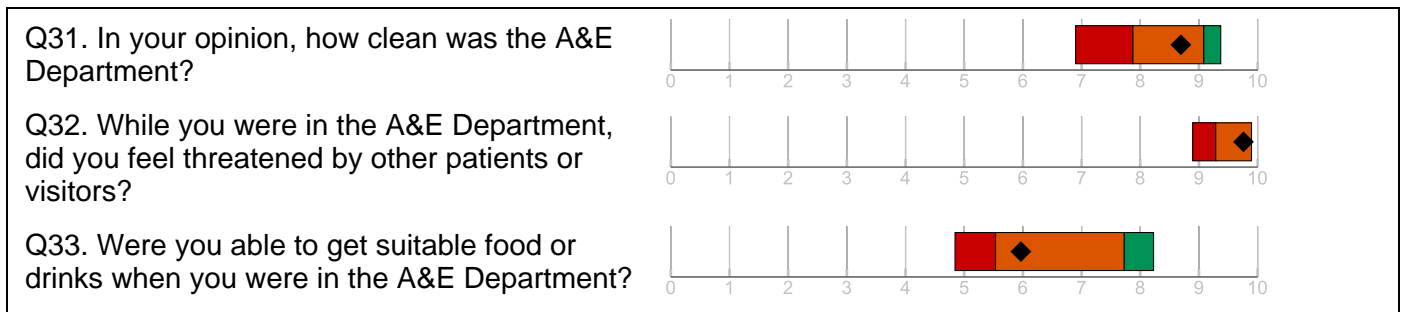 Q31. In your opinion, how clean was the A&E
Department?
0 1 2 3 4 5 6 7 8 9 10
Q32. While you were in the A&E Department,
did you feel threatened by other patients or
visitors?
0 1 2 3 4 5 6 7 8 9 10
Q33. Were you able to get suitable food or
drinks when you were in the A&E Department?
0 1 2 3 4 5 6 7 8 9 10